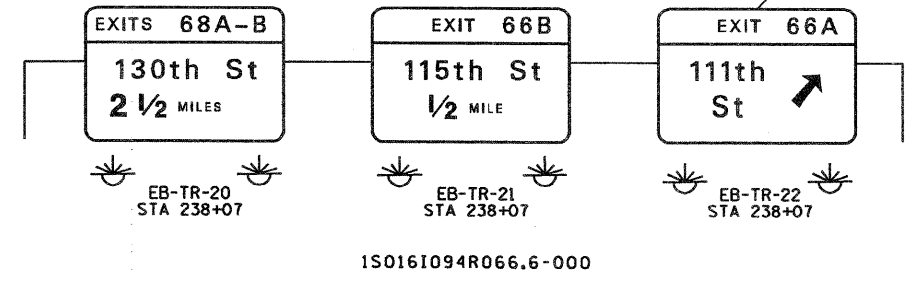 EXITS 68A-B
130th St
2 1/2 MILES
EB-TR-20
STA 238+07
EXIT 66B
115th St
1/2 MILE
EB-TR-21
STA 238+07
EXIT 66A
111th
St
EB-TR-22
STA 238+07
1S016I094R066.6-000